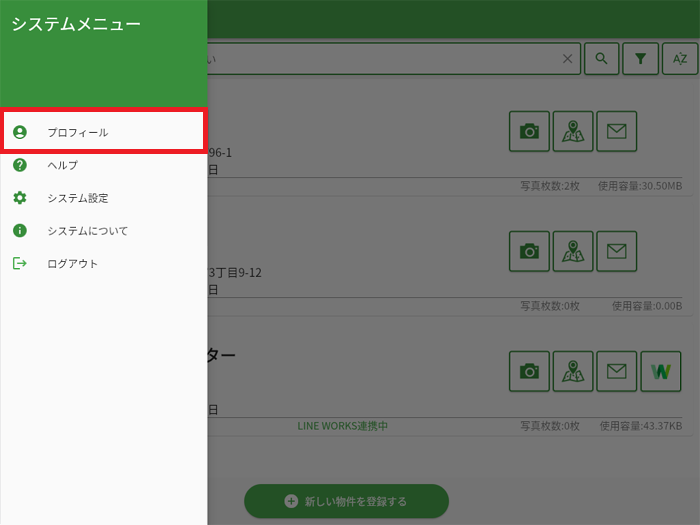 システムメニュー
プロフィール
ヘルプ
システム設定
システムについて
ログアウト
い
AZ
96-1
日
写真枚数:2枚 使用容量:30.50MB
3丁目9-12
日
写真枚数:0枚 使用容量:0.00B
ター
W
日
LINE WORKS連携中 写真枚数:0枚 使用容量:43.37KB
新しい物件を登録する